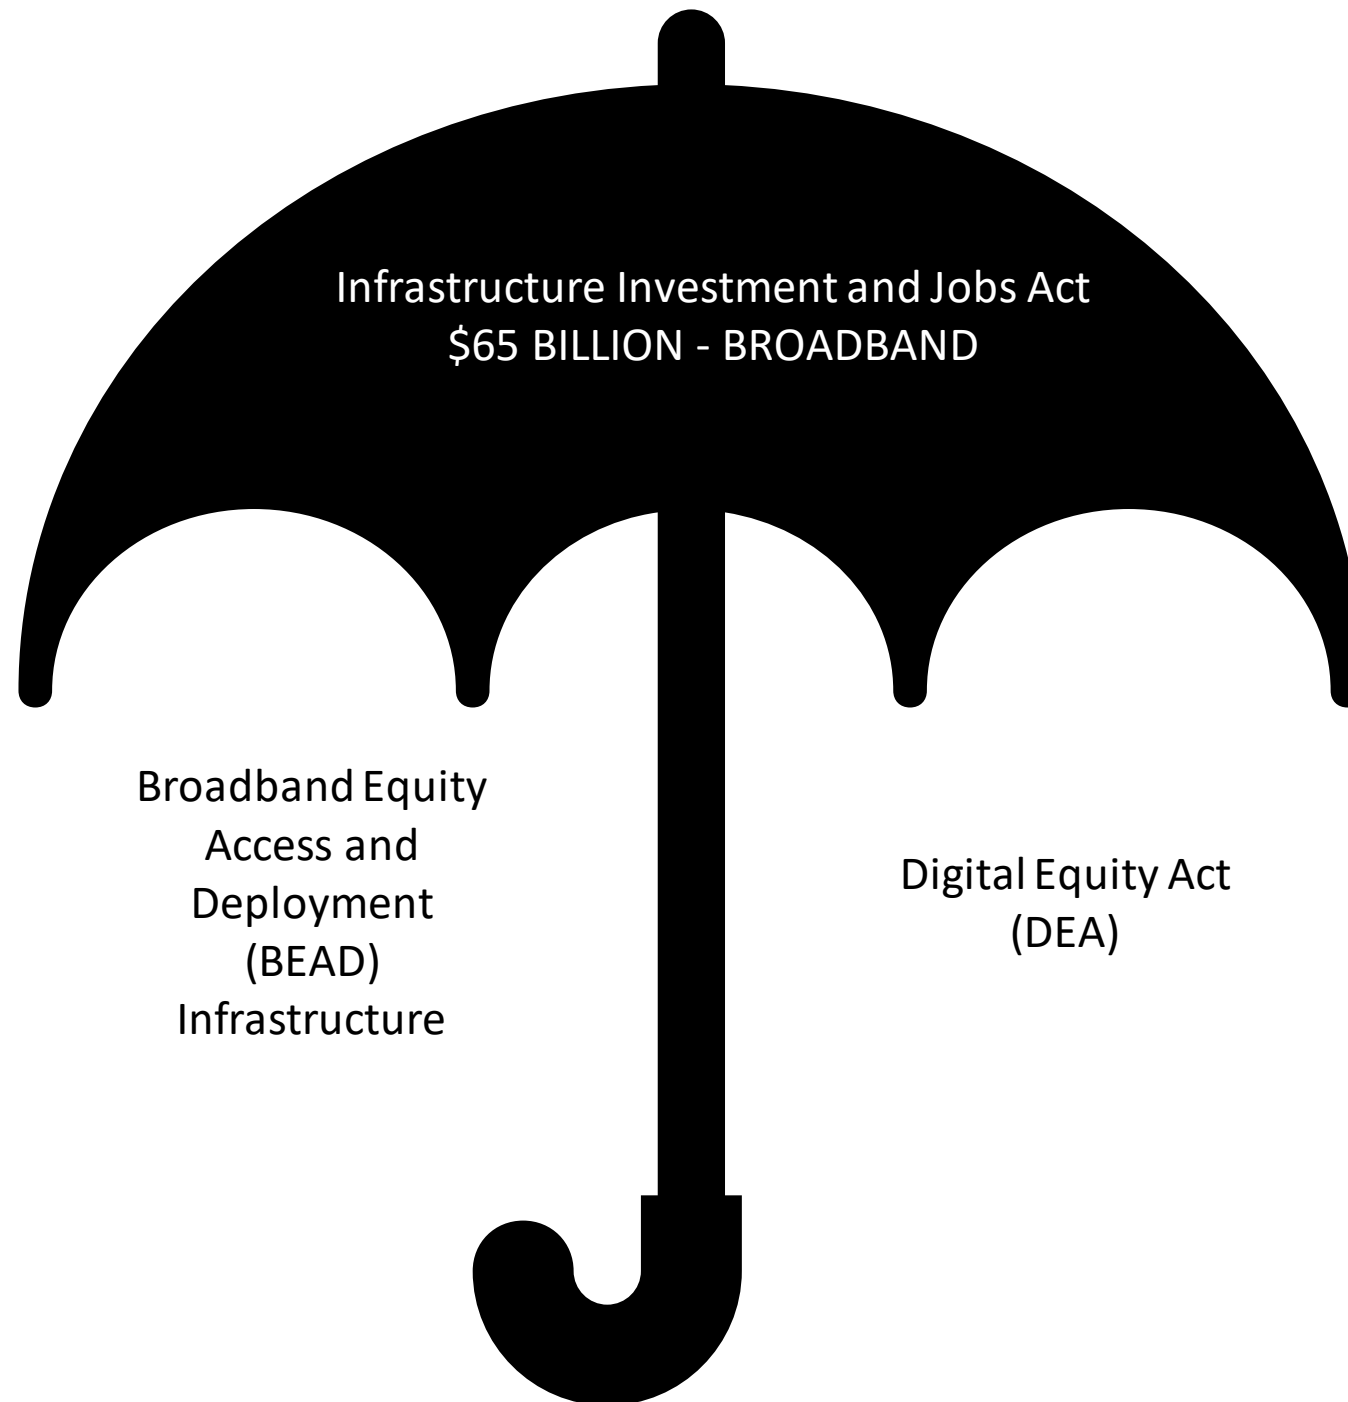 Infrastructure Investment and Jobs Act
$65 BILLION - BROADBAND
Broadband Equity
Access and
Deployment
(BEAD)
Infrastructure
Digital Equity Act
(DEA)